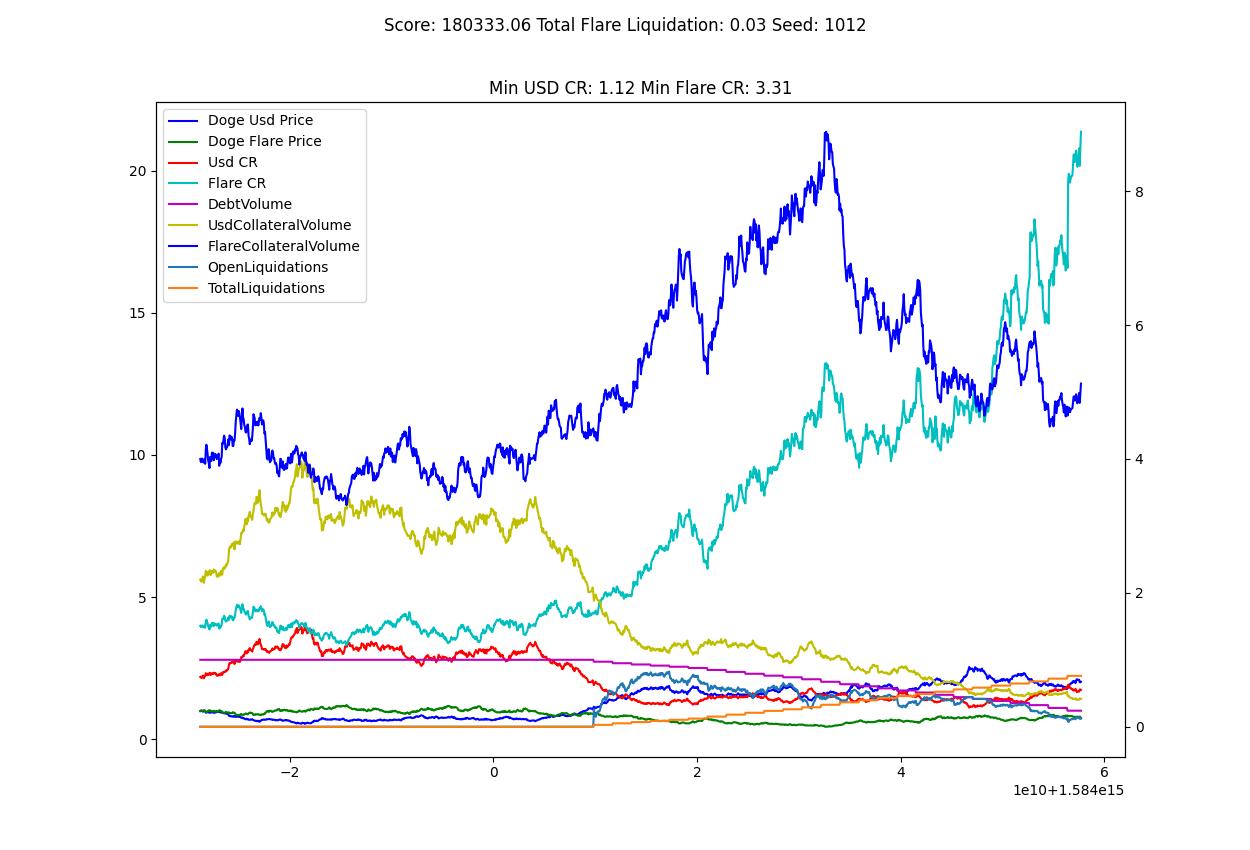 Score: 180333.06 Total Flare Liquidation: 0.03 Seed: 1012
Min USD CR: 1.12 Min Flare CR: 3.31
Doge Usd Price
Doge Flare Price
Usd CR
Flare CR
DebtVolume
UsdCollateralVolume
FlareCollateralVolume
OpenLiquidations
TotalLiquidations
20
15
10
5
0
8
6
4
2
0
−2
0
2
4
6
1e10+1.584e15